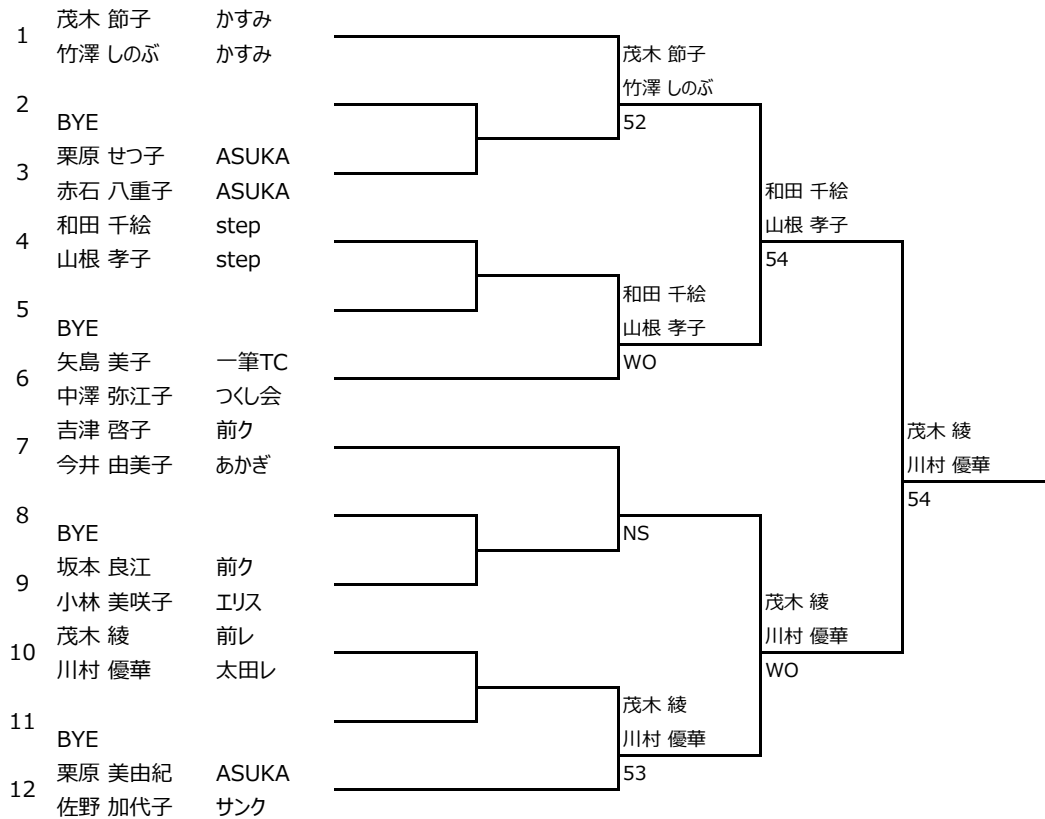 1
茂木 節子 かすみ
竹澤 しのぶ かすみ
2
BYE
3
栗原 せつ子 ASUKA
赤石 八重子 ASUKA
4
和田 千絵 step
山根 孝子 step
5
BYE
6
矢島 美子 一筆TC
中澤 弥江子 つくし会
7
吉津 啓子 前ク
今井 由美子 あかぎ
8
BYE
9
坂本 良江 前ク
小林 美咲子 エリス
10
茂木 綾 前レ
川村 優華 太田レ
11
BYE
12
栗原 美由紀 ASUKA
佐野 加代子 サンク
茂木 節子
竹澤 しのぶ
52
和田 千絵
山根 孝子
WO
NS
茂木 綾
川村 優華
53
和田 千絵
山根 孝子
54
茂木 綾
川村 優華
WO
茂木 綾
川村 優華
54